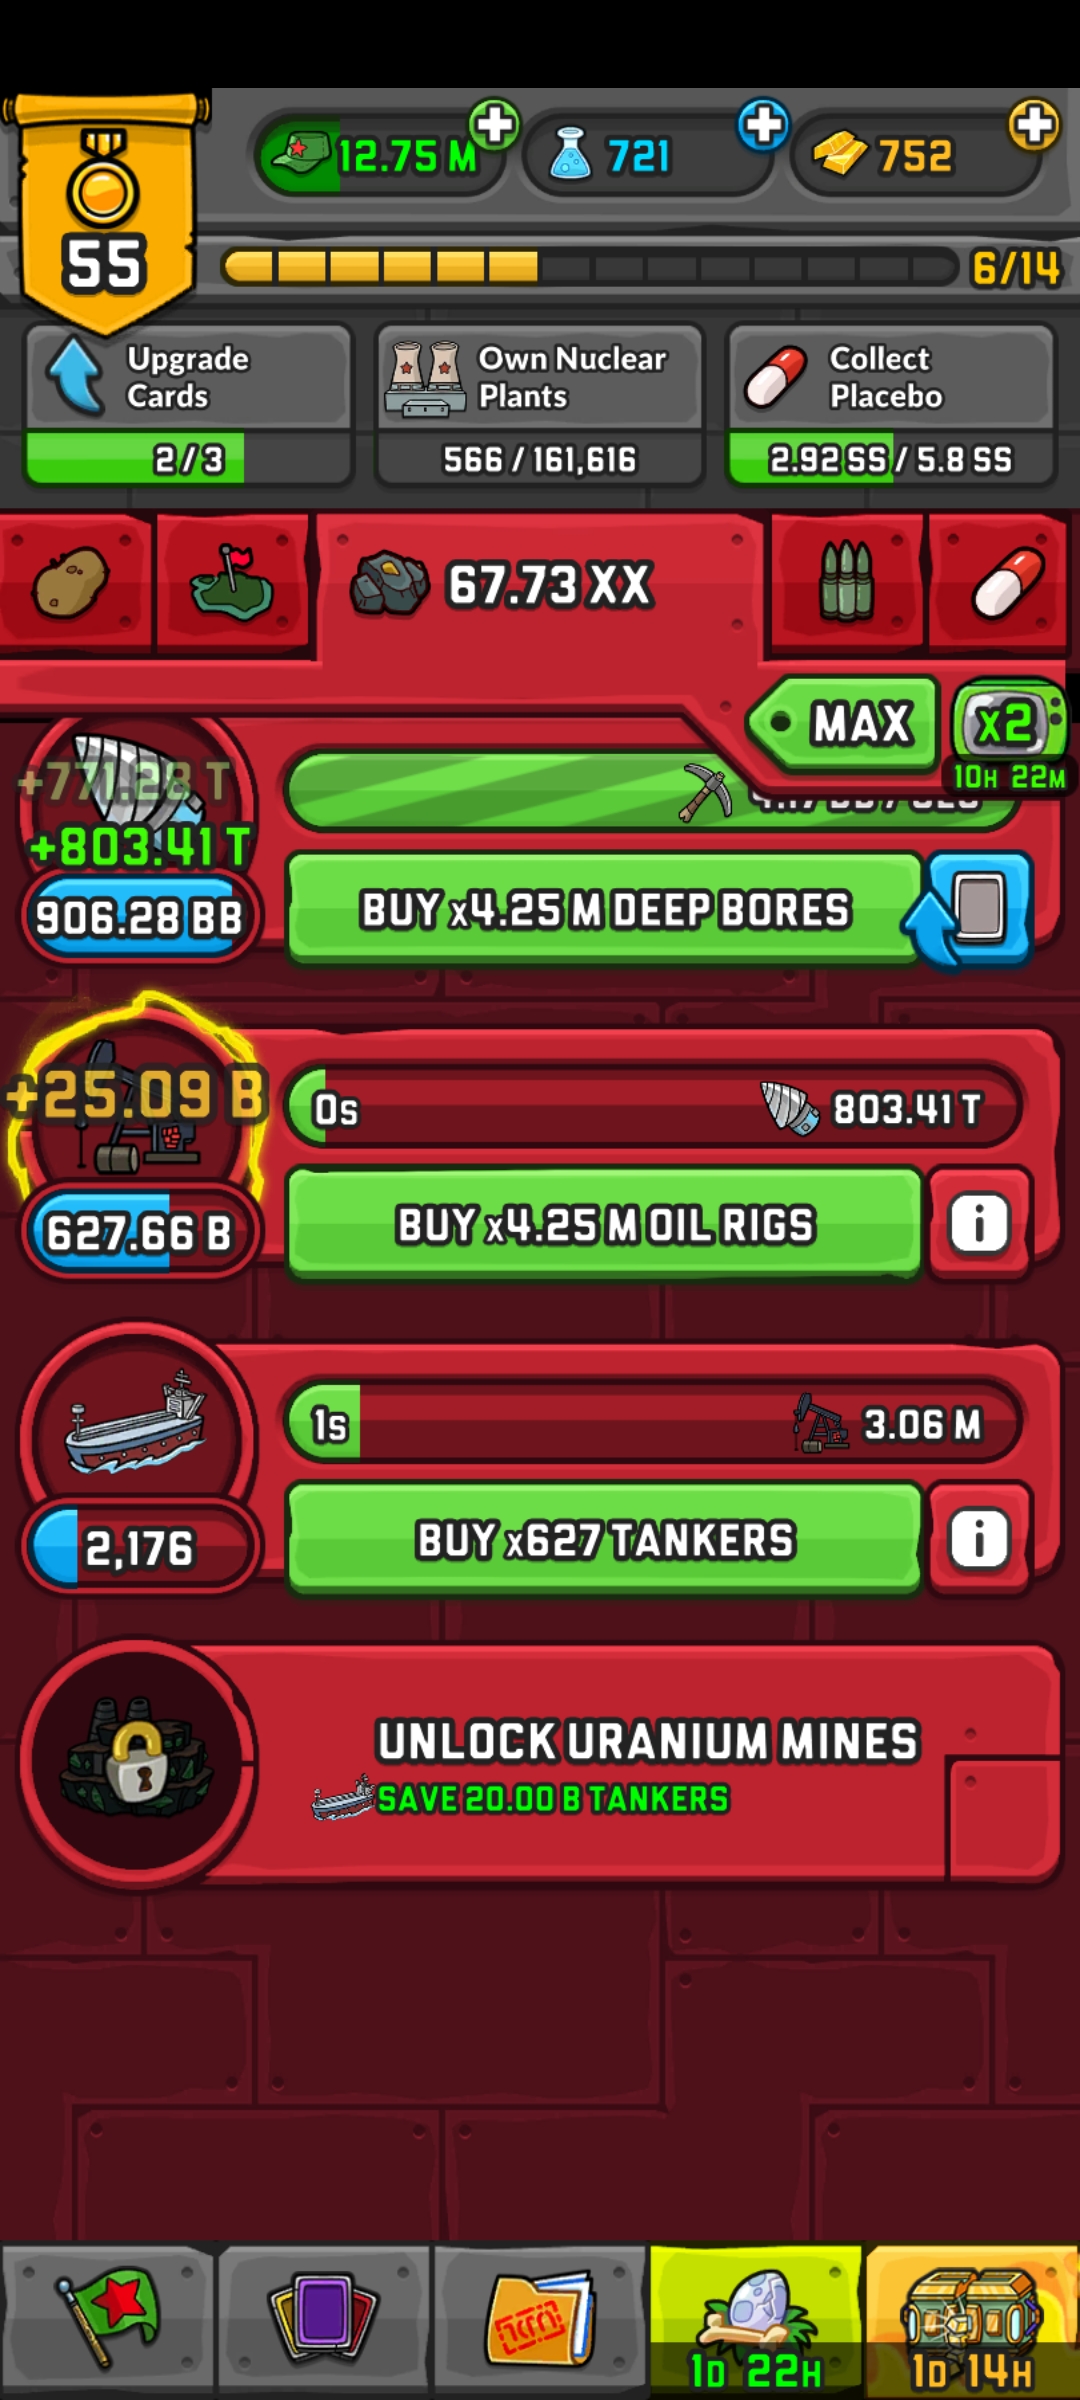 55
12.75 M
721
752
6/14
Upgrade
Cards
2/3
Own Nuclear
Plants
566 / 161,616
Collect
Placebo
2.92 SS / 5.8 SS
67.73 XX
MAX
x2
10H 22M
+771.28 T
+803.41 T
906.28 BB
BUY x4.25 M DEEP BORES
+25.09 B
0s
803.41 T
627.66 B
BUY x4.25 M OIL RIGS
i
1s
3.06 M
2,176
BUY x627 TANKERS
i
UNLOCK URANIUM MINES
SAVE 20.00 B TANKERS
1D 22H
1D 14H